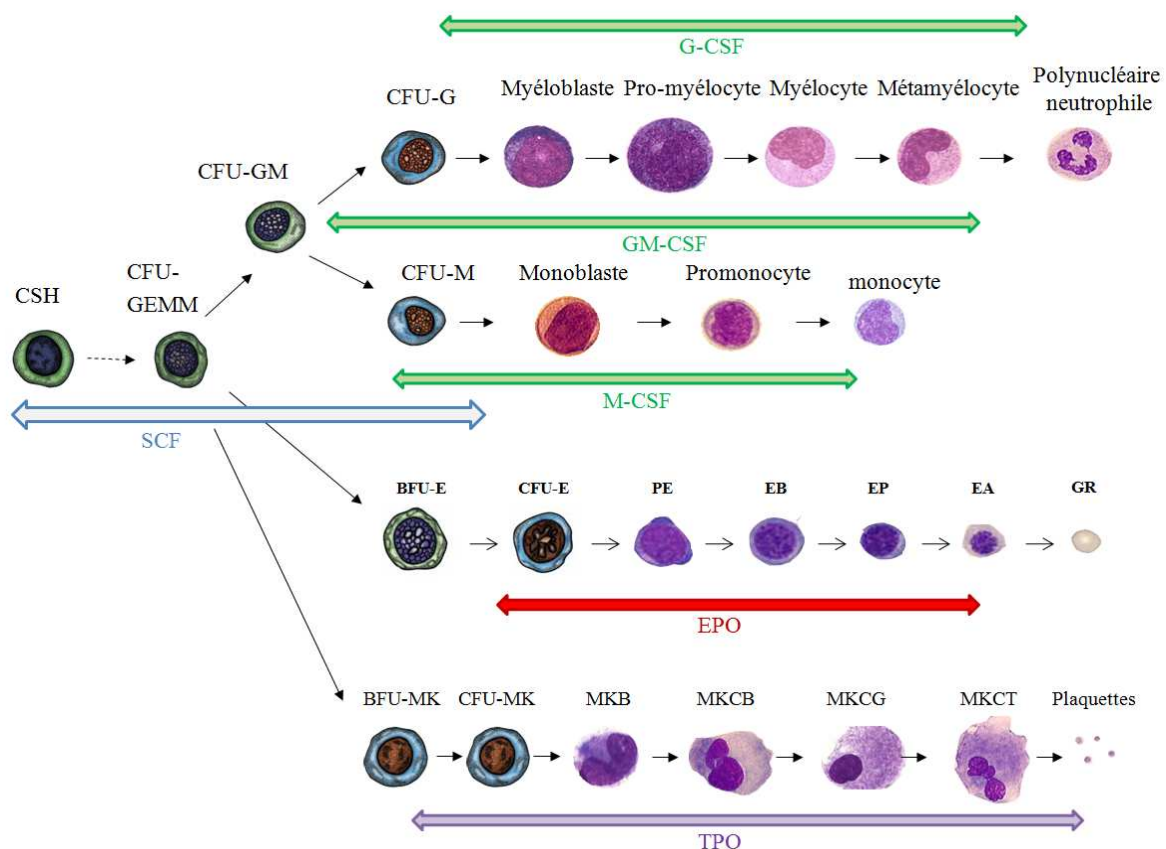 G-CSF
CFU-G
Myéloblaste
Pro-myélocyte
Myélocyte
Métamyélocyte
Polynucléaire
neutrophile
CFU-GM
GM-CSF
CSH
CFU-
GEMM
CFU-M
Monoblaste
Promonocyte
monocyte
M-CSF
SCF
BFU-E
CFU-E
PE
EB
EP
EA
GR
EPO
BFU-MK
CFU-MK
MKB
MKCB
MKCG
MKCT
Plaquettes
TPO